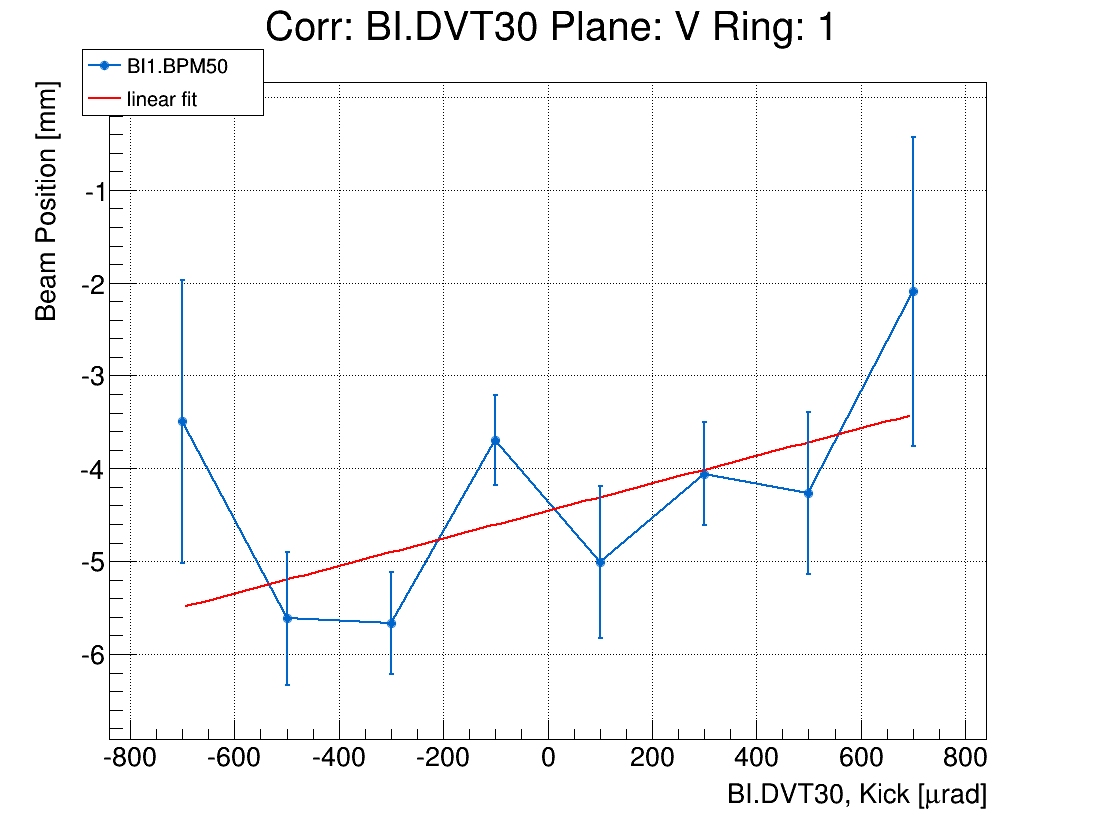 Corr: BI.DVT30 Plane: V Ring: 1
BI1.BPM50
linear fit
Beam Position [mm]
-1
-2
-3
-4
-5
-6
-800 -600 -400 -200 0 200 400 600 800
BI.DVT30, Kick [μrad]